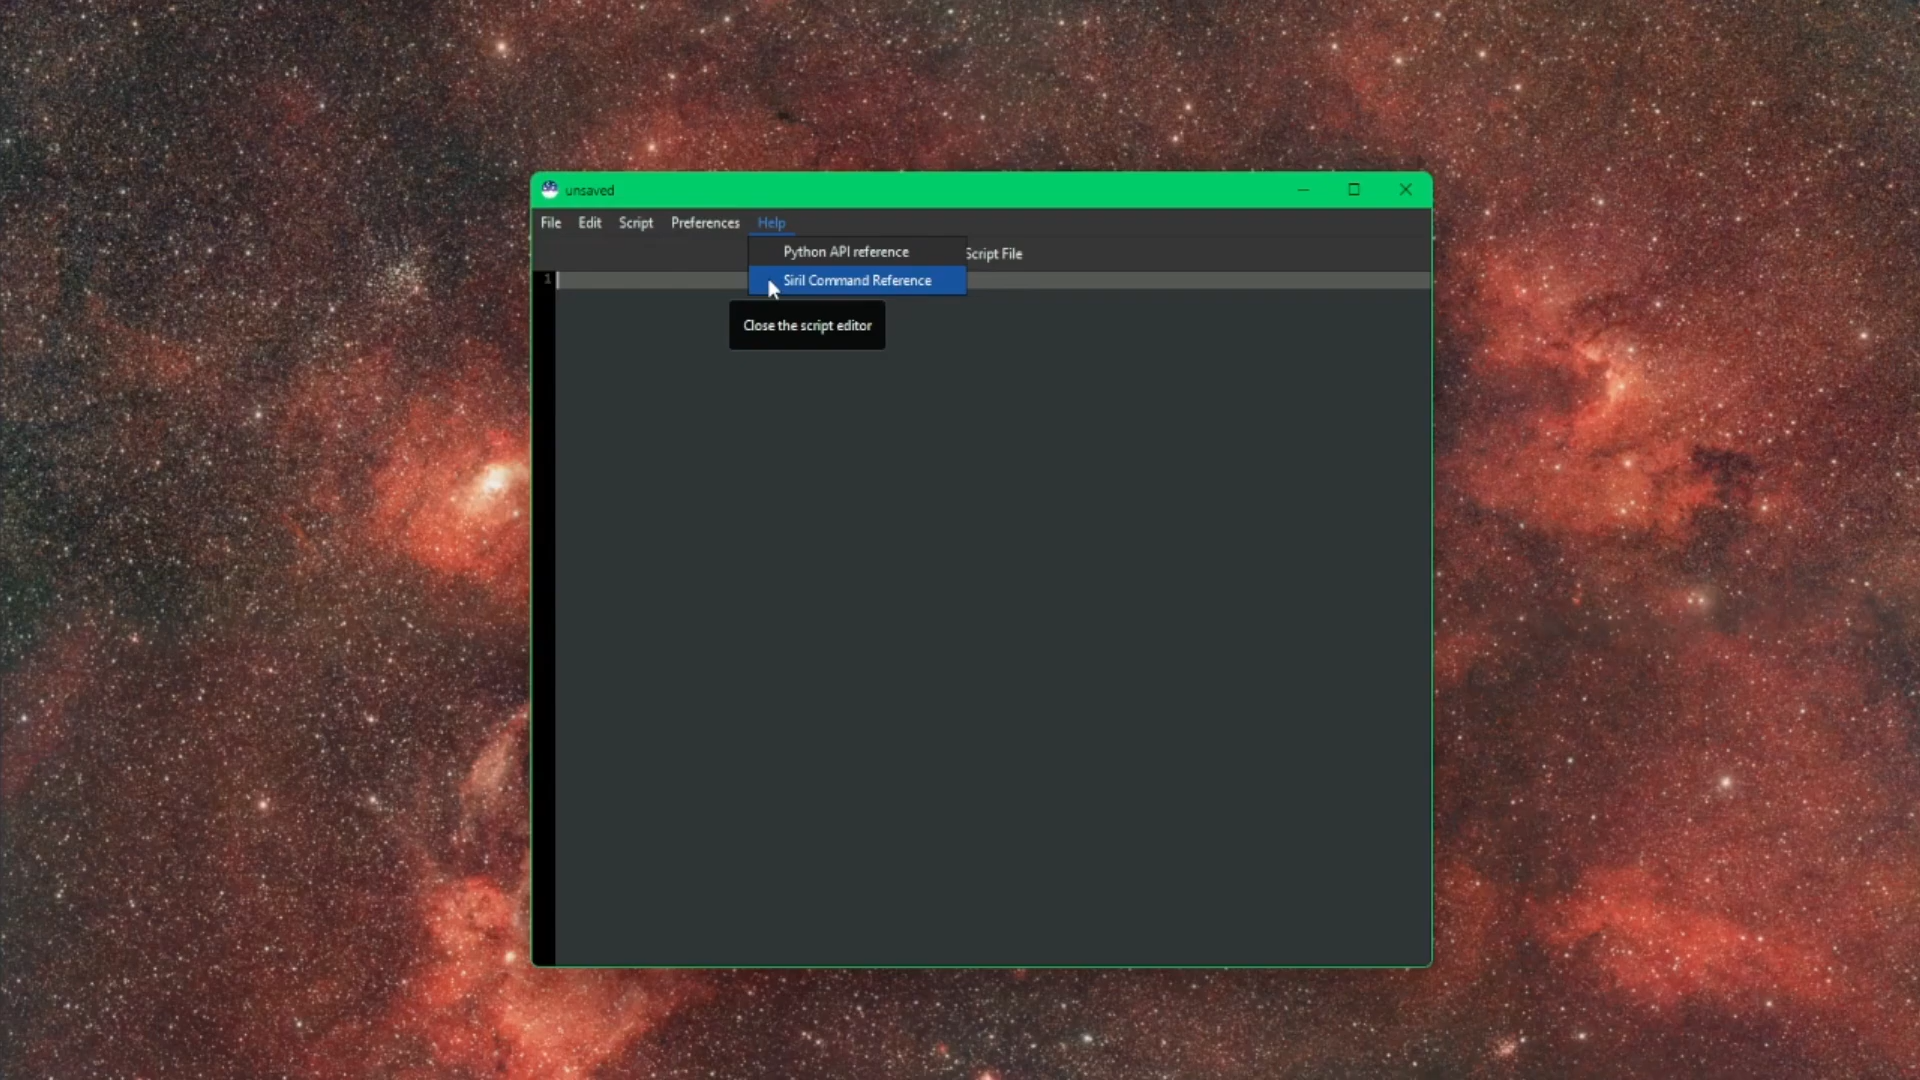 unsaved
File Edit Script Preferences Help
Python API reference
Script File
Siril Command Reference
1
Close the script editor